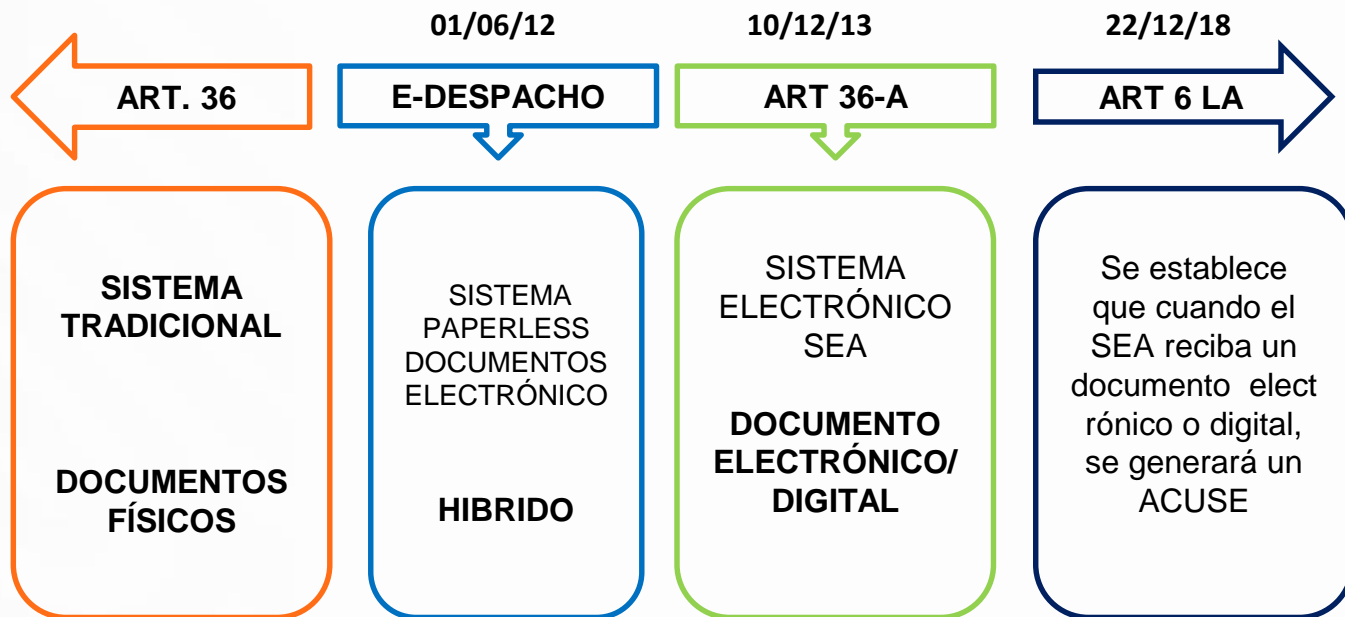 01/06/12
10/12/13
22/12/18
ART. 36
E-DESPACHO
ART 36-A
ART 6 LA
SISTEMA
TRADICIONAL
DOCUMENTOS
FÍSICOS
SISTEMA
PAPERLESS
DOCUMENTOS
ELECTRÓNICO
HIBRIDO
SISTEMA
ELECTRÓNICO
SEA
DOCUMENTO
ELECTRÓNICO/
DIGITAL
Se establece
que cuando el
SEA reciba un
documento elect
rónico o digital,
se generará un
ACUSE